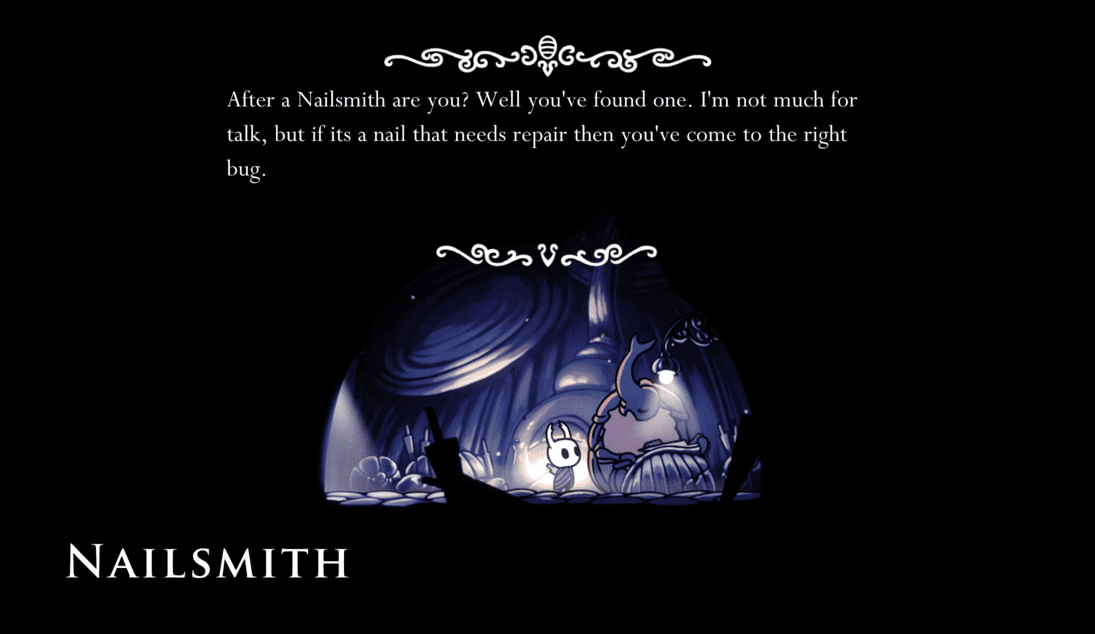 After a Nailsmith are you? Well you've found one. I'm not much for
talk, but if its a nail that needs repair then you've come to the right
bug.
NAILSMITH